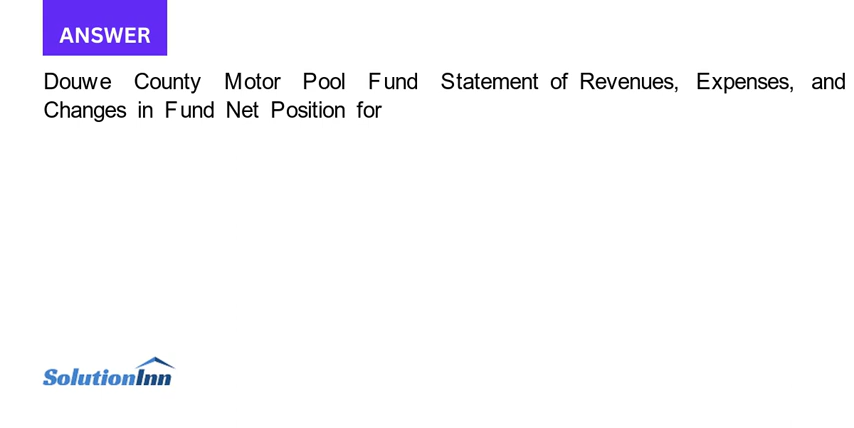 ANSWER
Douwe County Motor Pool Fund Statement of Revenues, Expenses, and
Changes in Fund Net Position for
SolutionInn